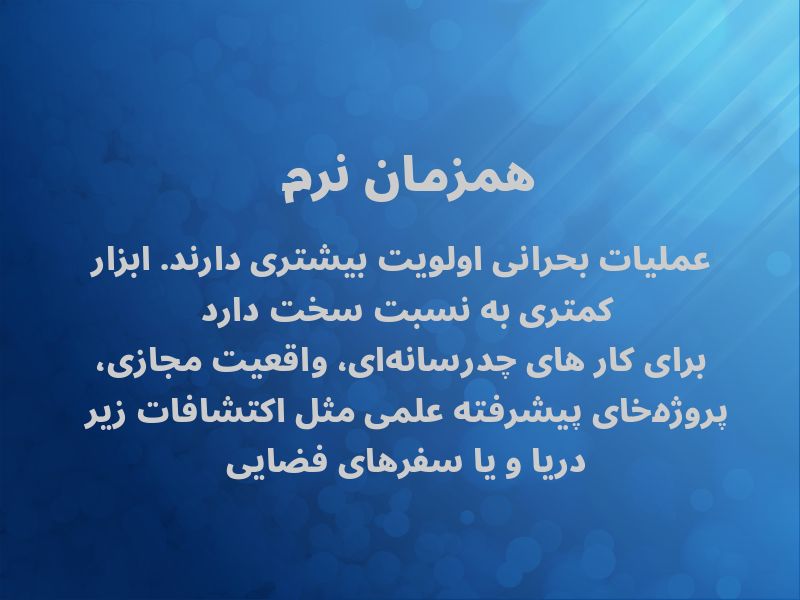 همزمان نرم
عملیات بحرانی اولویت بیشتری دارند. ابزار
کمتری به نسبت سخت دارد
برای کار های چدرسانه‌ای، واقعیت مجازی،
پروژه‌خای پیشرفته علمی مثل اکتشافات زیر
دریا و یا سفرهای فضایی